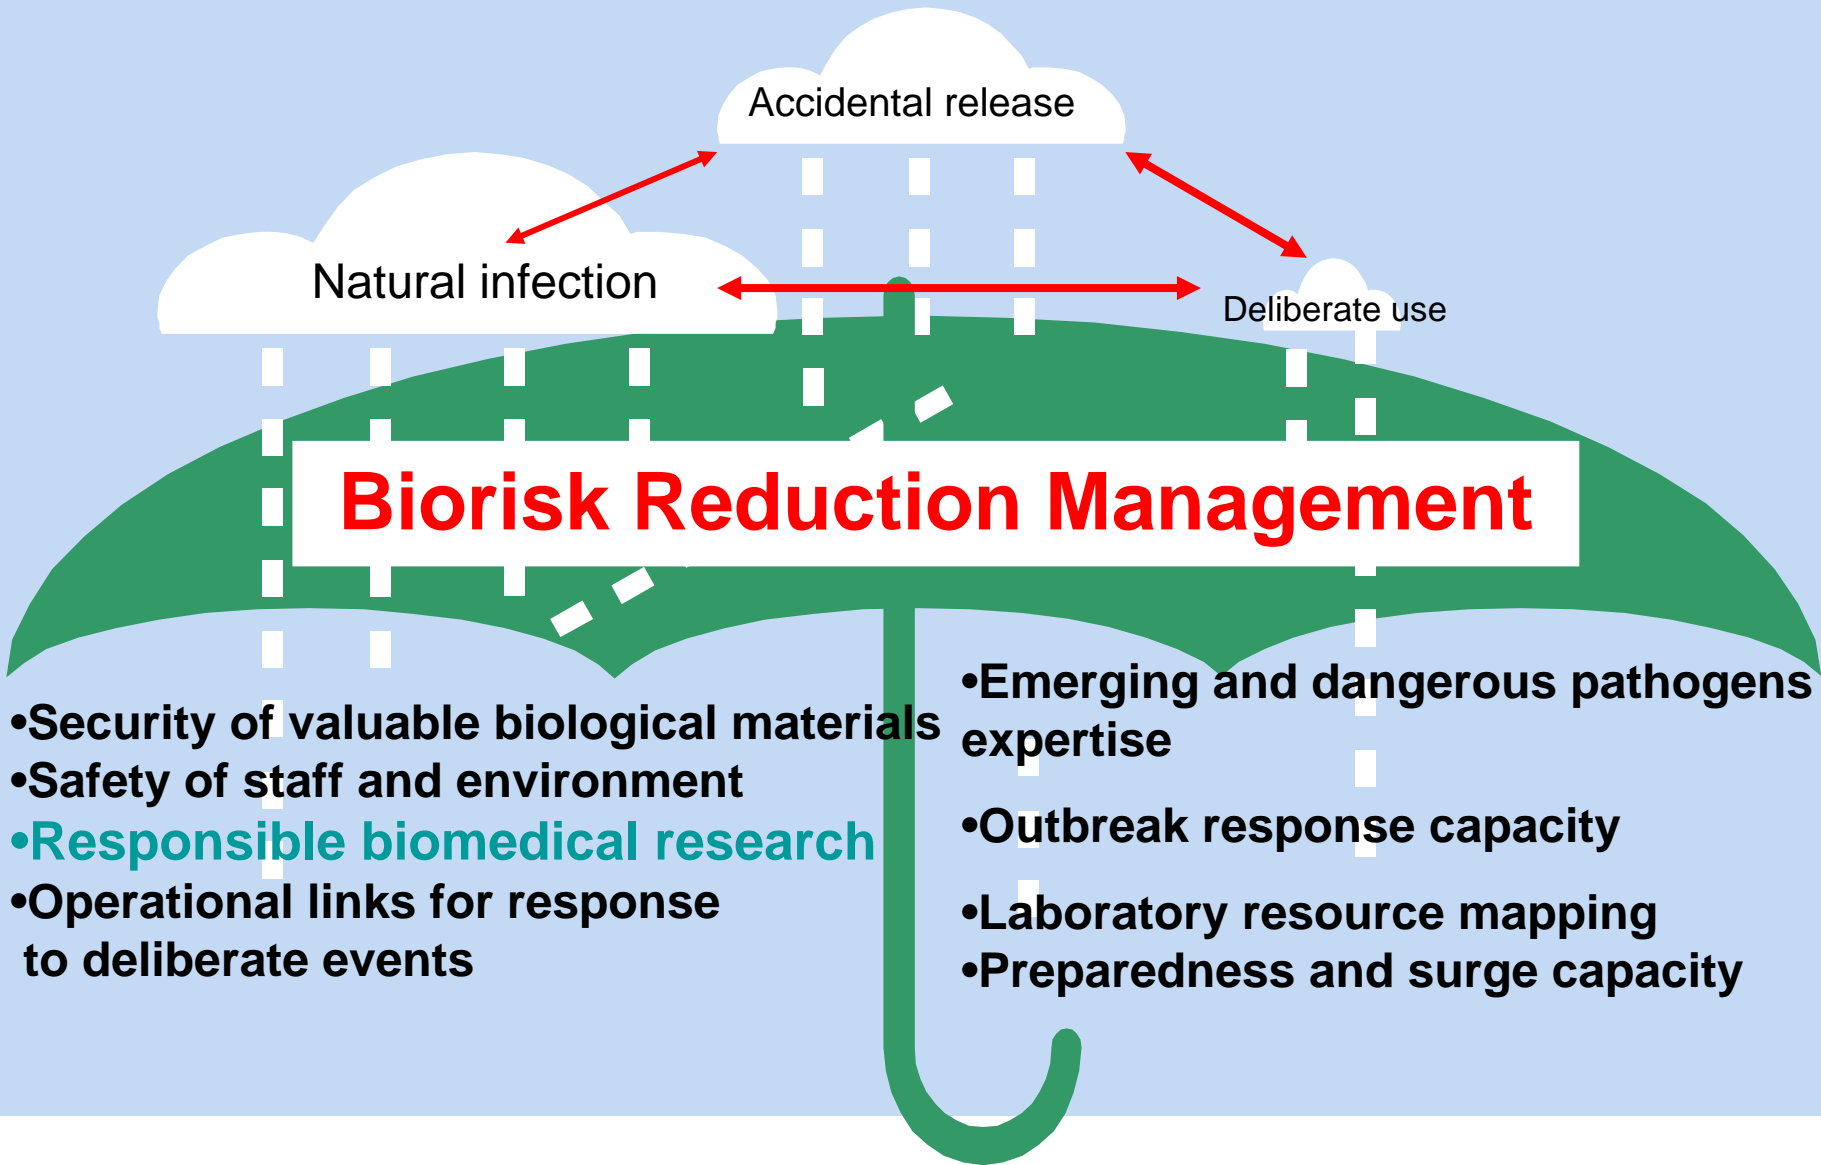 Accidental release
Natural infection
Deliberate use
Biorisk Reduction Management
•Security of valuable biological materials
•Safety of staff and environment
•Responsible biomedical research
•Operational links for response
to deliberate events
•Emerging and dangerous pathogens
expertise
•Outbreak response capacity
•Laboratory resource mapping
•Preparedness and surge capacity